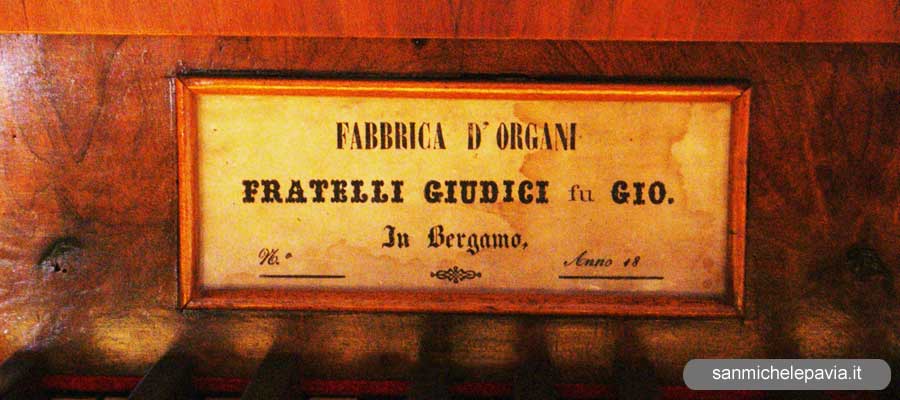 FABBRICA D'ORGANI
FRATELLI GIUDICI fu GIO.
In Bergamo,
N.º Anno 18
sanmichelepavia.it